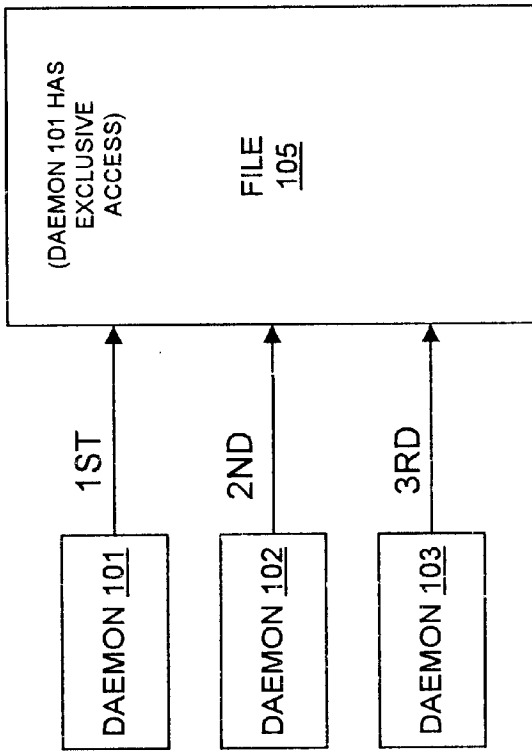 DAEMON 101
1ST
(DAEMON 101 HAS
EXCLUSIVE
ACCESS)
DAEMON 102
2ND
FILE
105
DAEMON 103
3RD